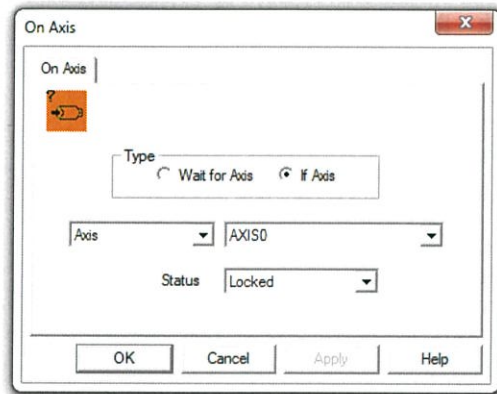 On Axis
On Axis
?
Type
Wait for Axis If Axis
Axis AXIS0
Status Locked
OK Cancel Apply Help